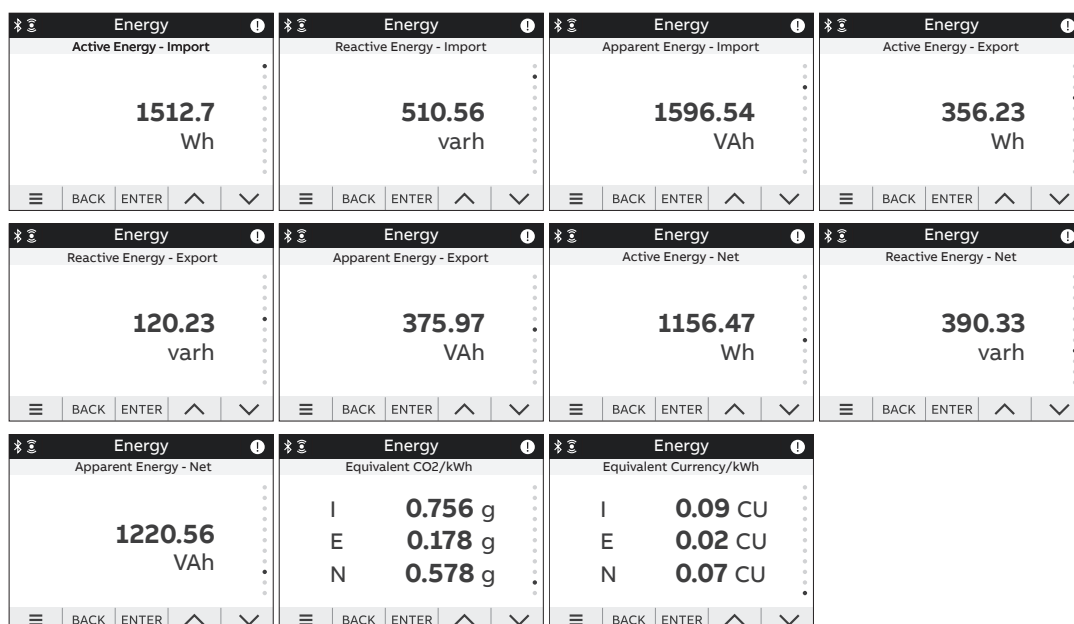 Energy
Active Energy - Import
1512.7
Wh
BACK ENTER
Energy
Reactive Energy - Import
510.56
varh
BACK ENTER
Energy
Apparent Energy - Import
1596.54
VAh
BACK ENTER
Energy
Active Energy - Export
356.23
Wh
BACK ENTER
Energy
Reactive Energy - Export
120.23
varh
BACK ENTER
Energy
Apparent Energy - Export
375.97
VAh
BACK ENTER
Energy
Active Energy - Net
1156.47
Wh
BACK ENTER
Energy
Reactive Energy - Net
390.33
varh
BACK ENTER
Energy
Apparent Energy - Net
1220.56
VAh
BACK ENTER
Energy
Equivalent CO2/kWh
I 0.756 g
E 0.178 g
N 0.578 g
BACK ENTER
Energy
Equivalent Currency/kWh
I 0.09 CU
E 0.02 CU
N 0.07 CU
BACK ENTER